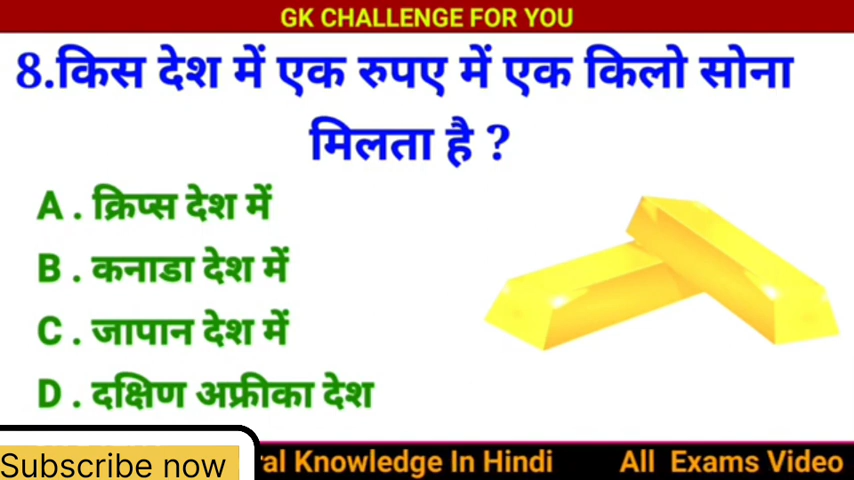 GK CHALLENGE FOR YOU
8.किस देश में एक रुपए में एक किलो सोना
मिलता है ?
A . क्रिप्स देश में
B . कनाडा देश में
C . जापान देश में
D . दक्षिण अफ्रीका देश
Subscribe now
Knowledge In Hindi
All Exams Video